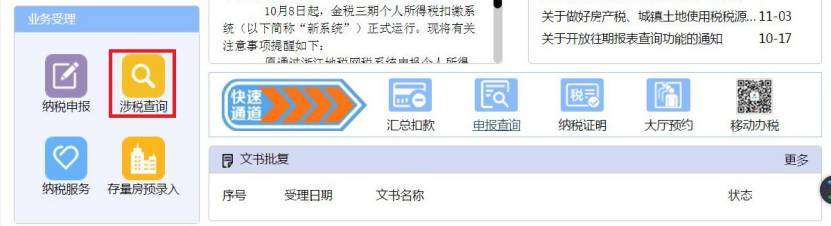 业务受理
纳税申报
涉税查询
纳税服务
存量房预录入
10月8日起，金税三期个人所得税扣缴系
统（以下简称“新系统”）正式运行。现将有关
注意事项提醒如下：
原通过浙江地税网税系统申报个人所得
关于做好房产税、城镇土地使用税税源... 11-03
关于开放往期报表查询功能的通知 10-17
快速
通道
汇总扣款
申报查询
税
纳税证明
大厅预约
移动办税
文书批复
更多
序号 受理日期 文书名称 状态